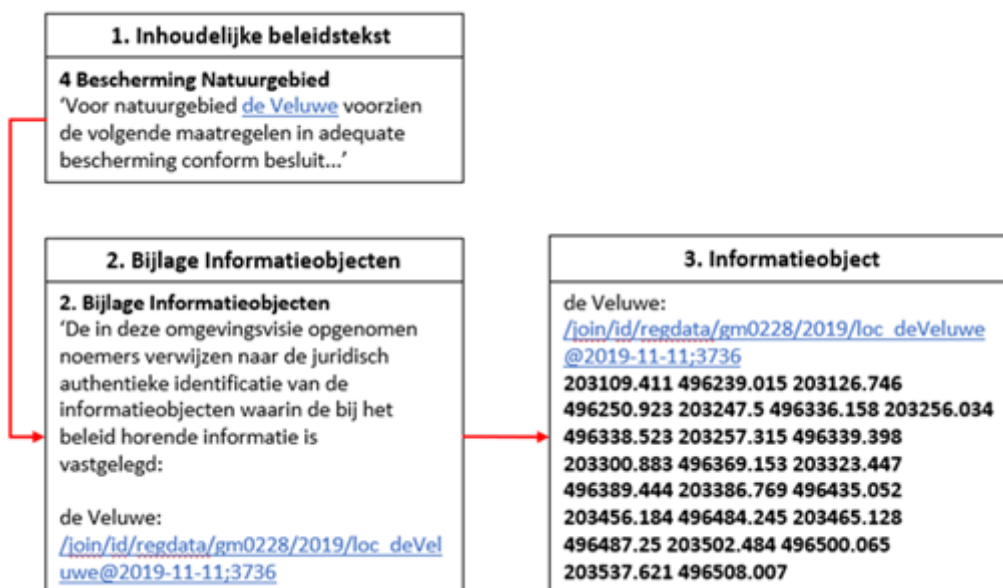 1. Inhoudelijke beleidstekst
4 Bescherming Natuurgebied
‘Voor natuurgebied de Veluwe voorzien
de volgende maatregelen in adequate
bescherming conform besluit...’
2. Bijlage Informatieobjecten
2. Bijlage Informatieobjecten
‘De in deze omgevingsvisie opgenomen
noemers verwijzen naar de juridisch
authentieke identificatie van de
informatieobjecten waarin de bij het
beleid horende informatie is
vastgelegd:
de Veluwe:
/join/id/regdata/gm0228/2019/loc_deVel
uwe@2019-11-11;3736
3. Informatieobject
de Veluwe:
/join/id/regdata/gm0228/2019/loc_deVeluwe
@2019-11-11;3736
203109.411 496239.015 203126.746
496250.923 203247.5 496336.158 203256.034
496338.523 203257.315 496339.398
203300.883 496369.153 203323.447
496389.444 203386.769 496435.052
203456.184 496484.245 203465.128
496487.25 203502.484 496500.065
203537.621 496508.007